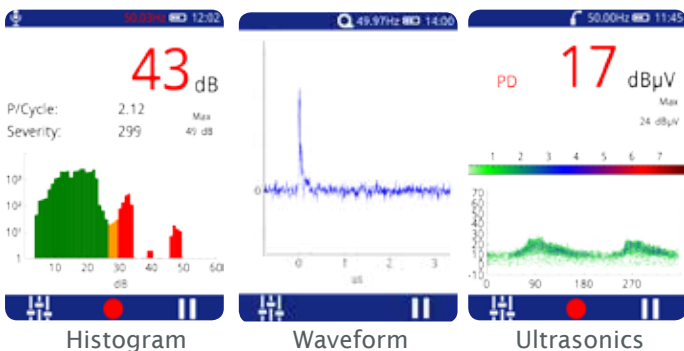 50.03Hz 12:02
43 dB
P/Cycle: 2.12 Max
Severity: 299 49 dB
10³
10²
10¹
1
10 20 30 40 50 60
dB
Histogram
49.97Hz 14:00
0
0 1 2 3
us
Waveform
50.00Hz 11:45
PD 17 dBµV
Max
24 dBµV
1 2 3 4 5 6 7
70
60
50
40
30
20
10
0
-10
0 90 180 270
Ultrasonics